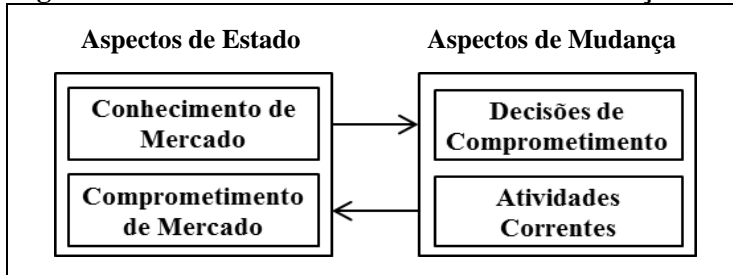 Aspectos de Estado
Aspectos de Mudança
Conhecimento de
Mercado
Decisões de
Comprometimento
Comprometimento
de Mercado
Atividades
Correntes